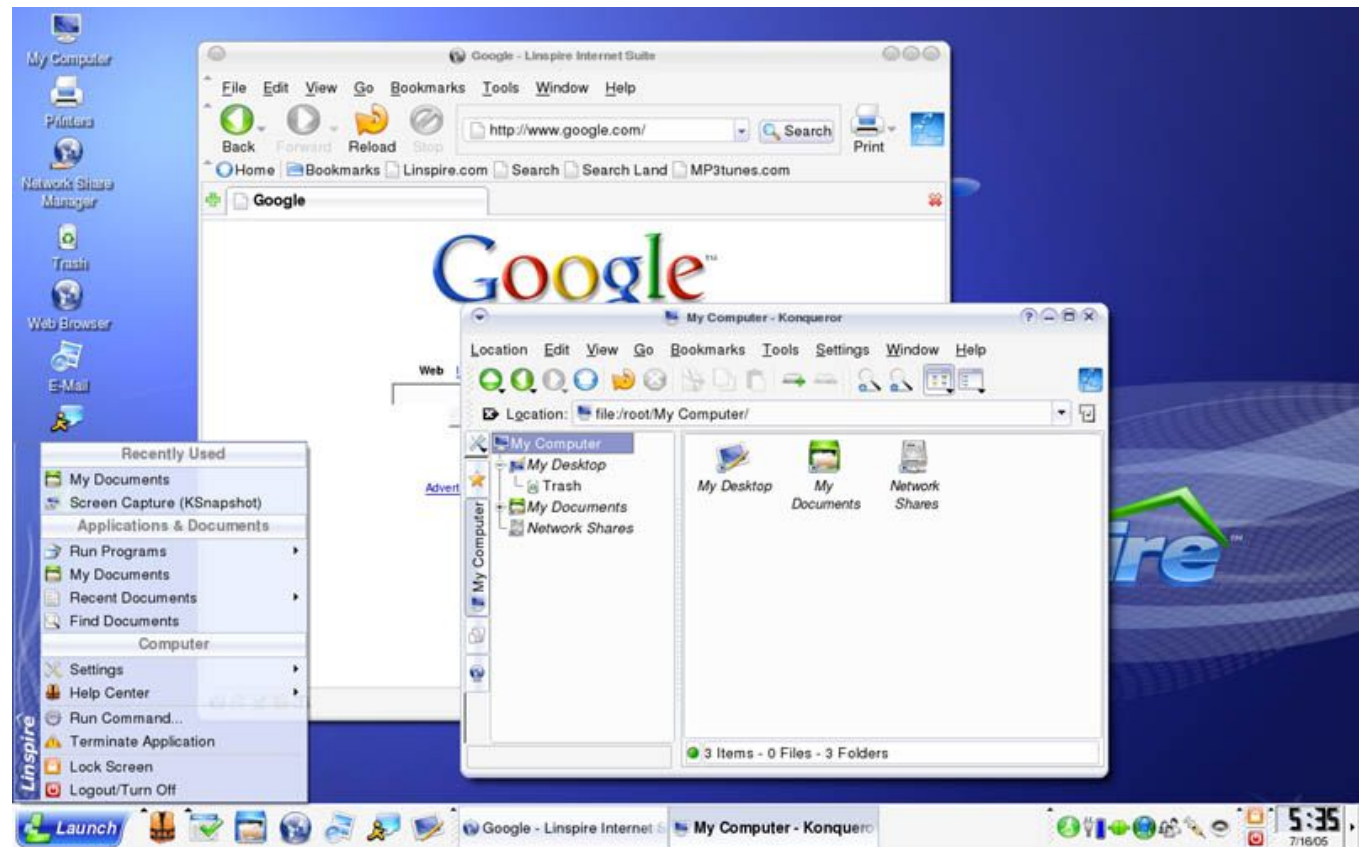 My Computer
Printers
Network Share
Manager
Trash
Web Browser
E-Mail
Google - Linspire Internet Suite
File Edit View Go Bookmarks Tools Window Help
Back Forward Reload Stop
http://www.google.com/
Search
Print
Home Bookmarks Linspire.com Search Search Land MP3tunes.com
Google
Google™
Web
Advert
My Computer - Konqueror
Location Edit View Go Bookmarks Tools Settings Window Help
Location: file:/root/My Computer/
My Computer
My Computer
My Desktop
Trash
My Documents
Network Shares
My Desktop
My
Documents
Network
Shares
3 Items - 0 Files - 3 Folders
ire™
Linspire
Recently Used
My Documents
Screen Capture (KSnapshot)
Applications & Documents
Run Programs
My Documents
Recent Documents
Find Documents
Computer
Settings
Help Center
Run Command...
Terminate Application
Lock Screen
Logout/Turn Off
Launch
Google - Linspire Internet S
My Computer - Konquero
5:35
7/16/05